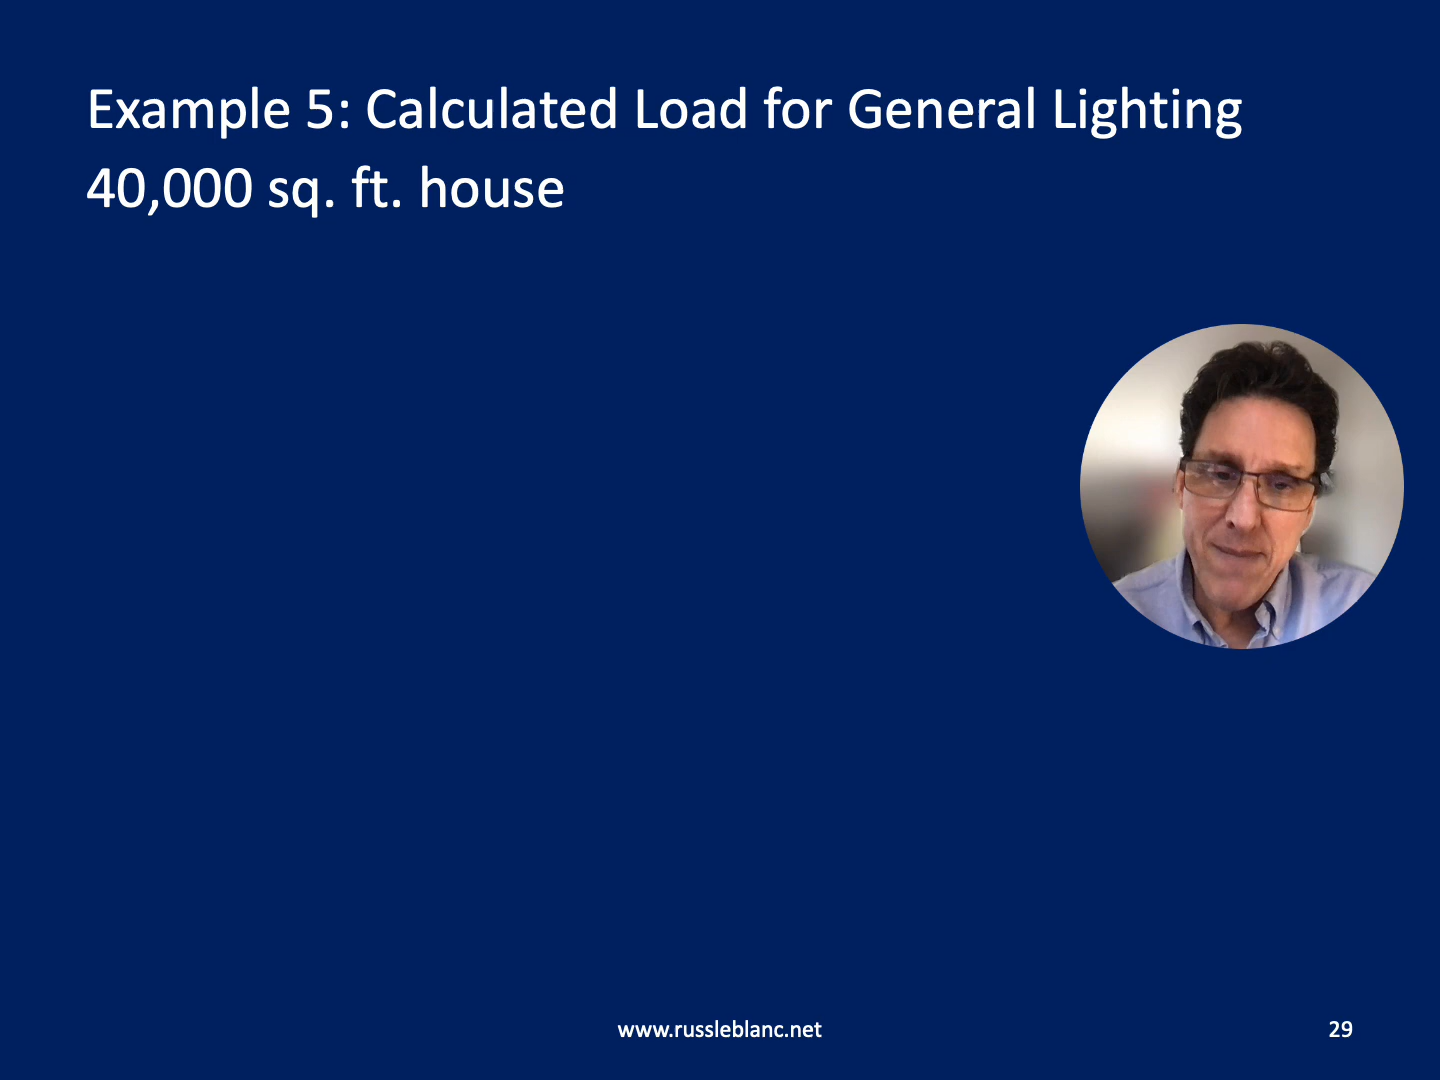 Example 5: Calculated Load for General Lighting
40,000 sq. ft. house
www.russleblanc.net
29